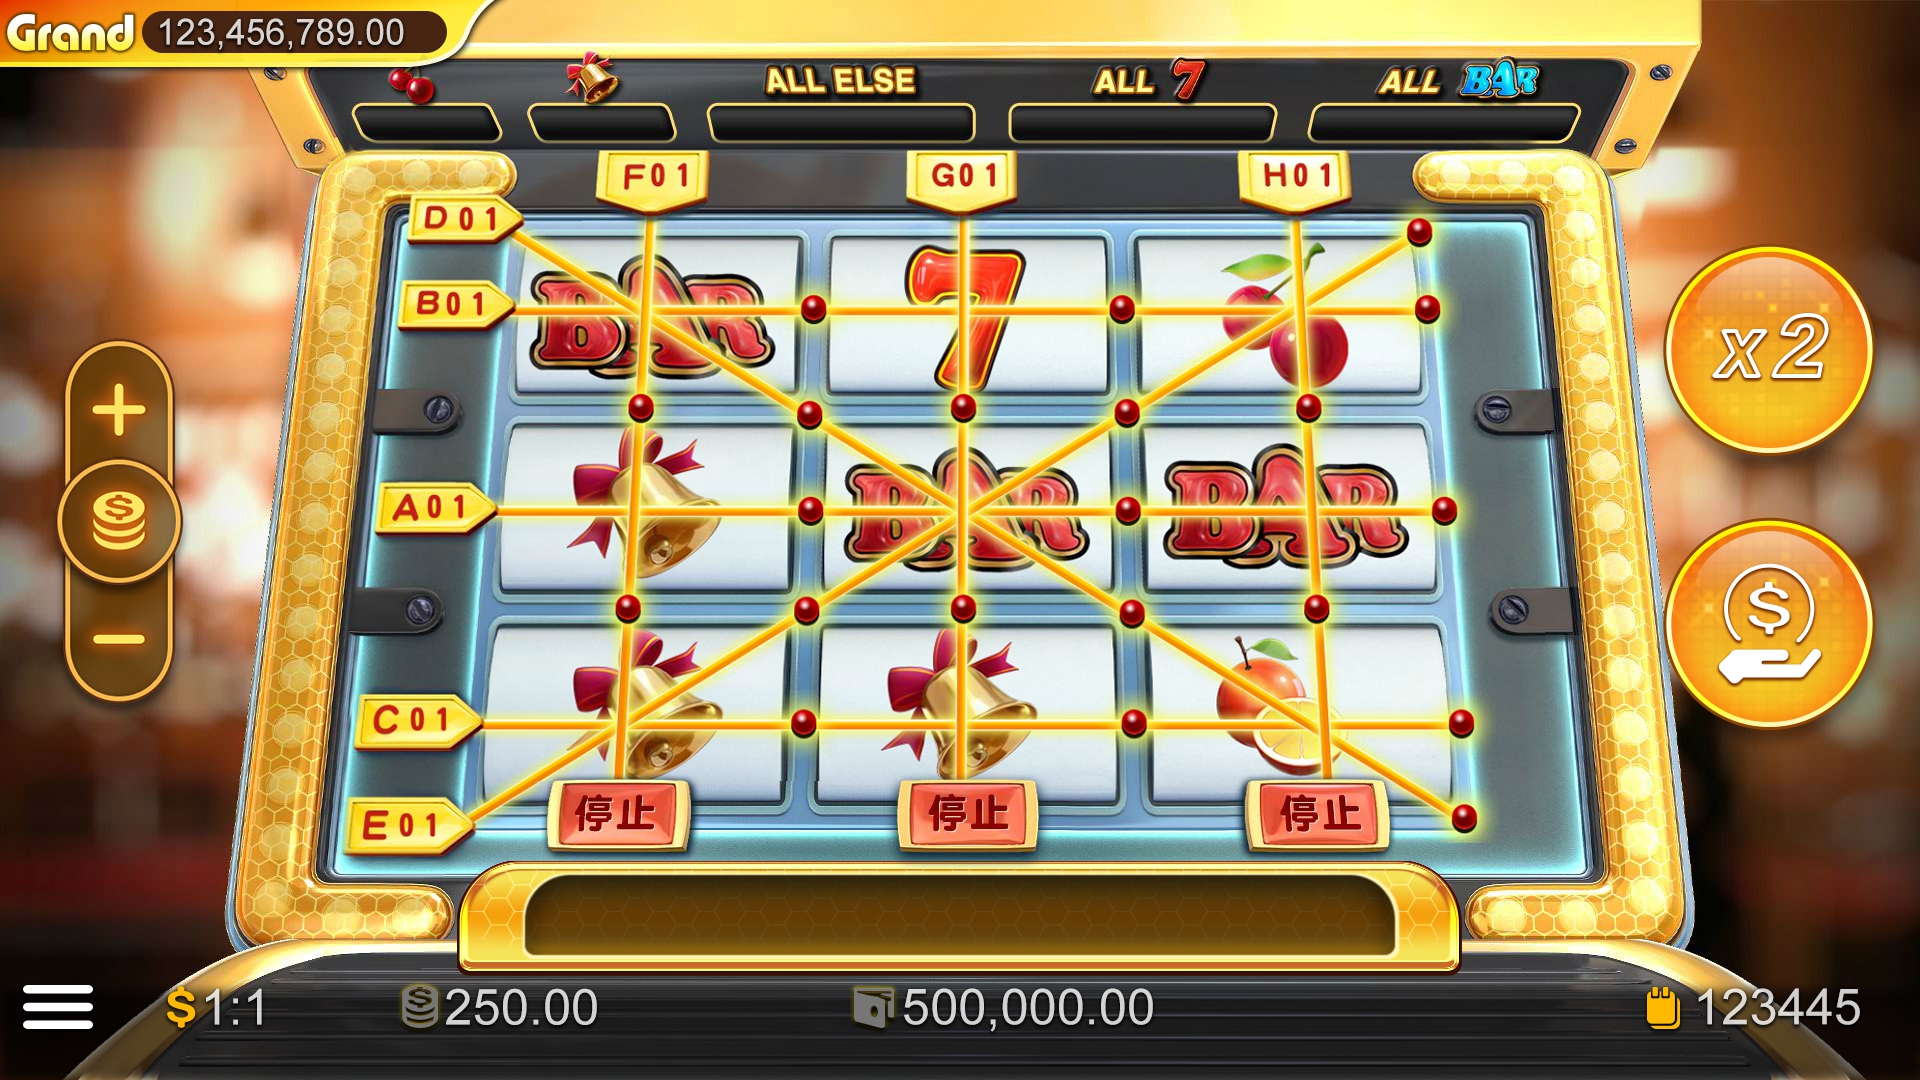 Grand 123,456,789.00
ALL ELSE
ALL 7
ALL BAR
F01
G01
H01
D01
B01
BAR
7
x2
A01
BAR
BAR
C01
E01
停止
停止
停止
$ 1:1
250.00
500,000.00
123445